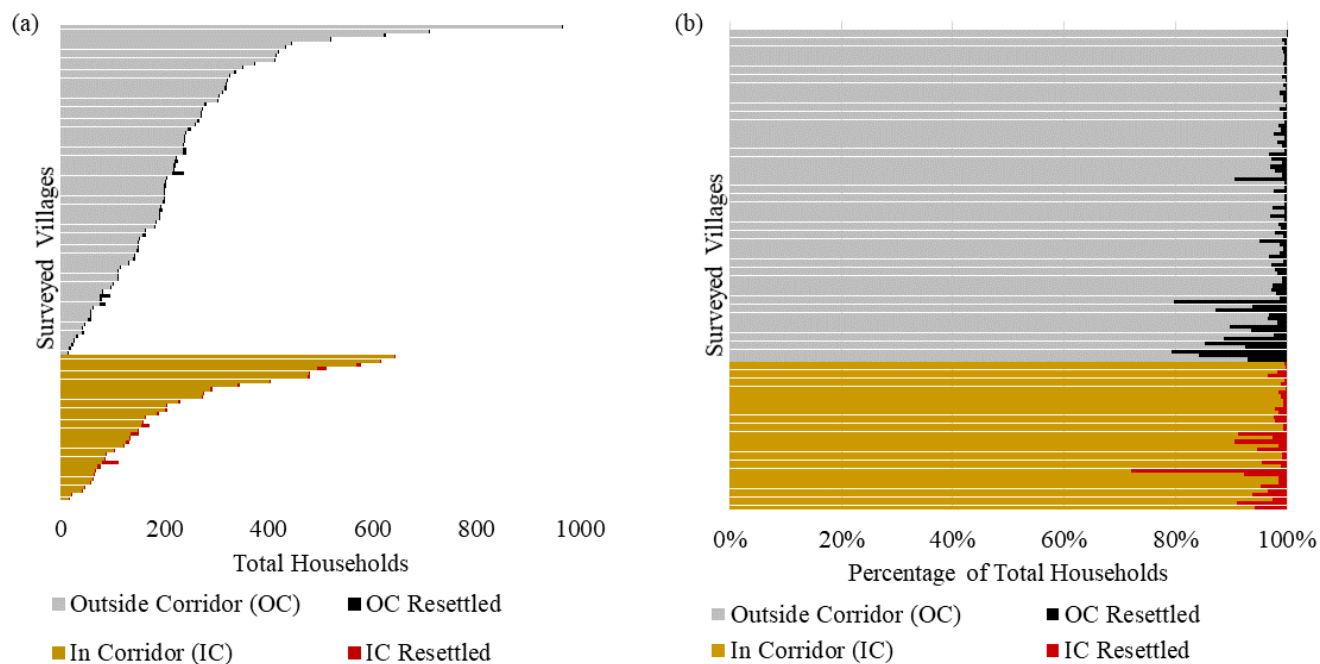 (a)
Surveyed Villages
0 200 400 600 800 1000
Total Households
Outside Corridor (OC) OC Resettled
In Corridor (IC) IC Resettled
(b)
Surveyed Villages
0% 20% 40% 60% 80% 100%
Percentage of Total Households
Outside Corridor (OC) OC Resettled
In Corridor (IC) IC Resettled